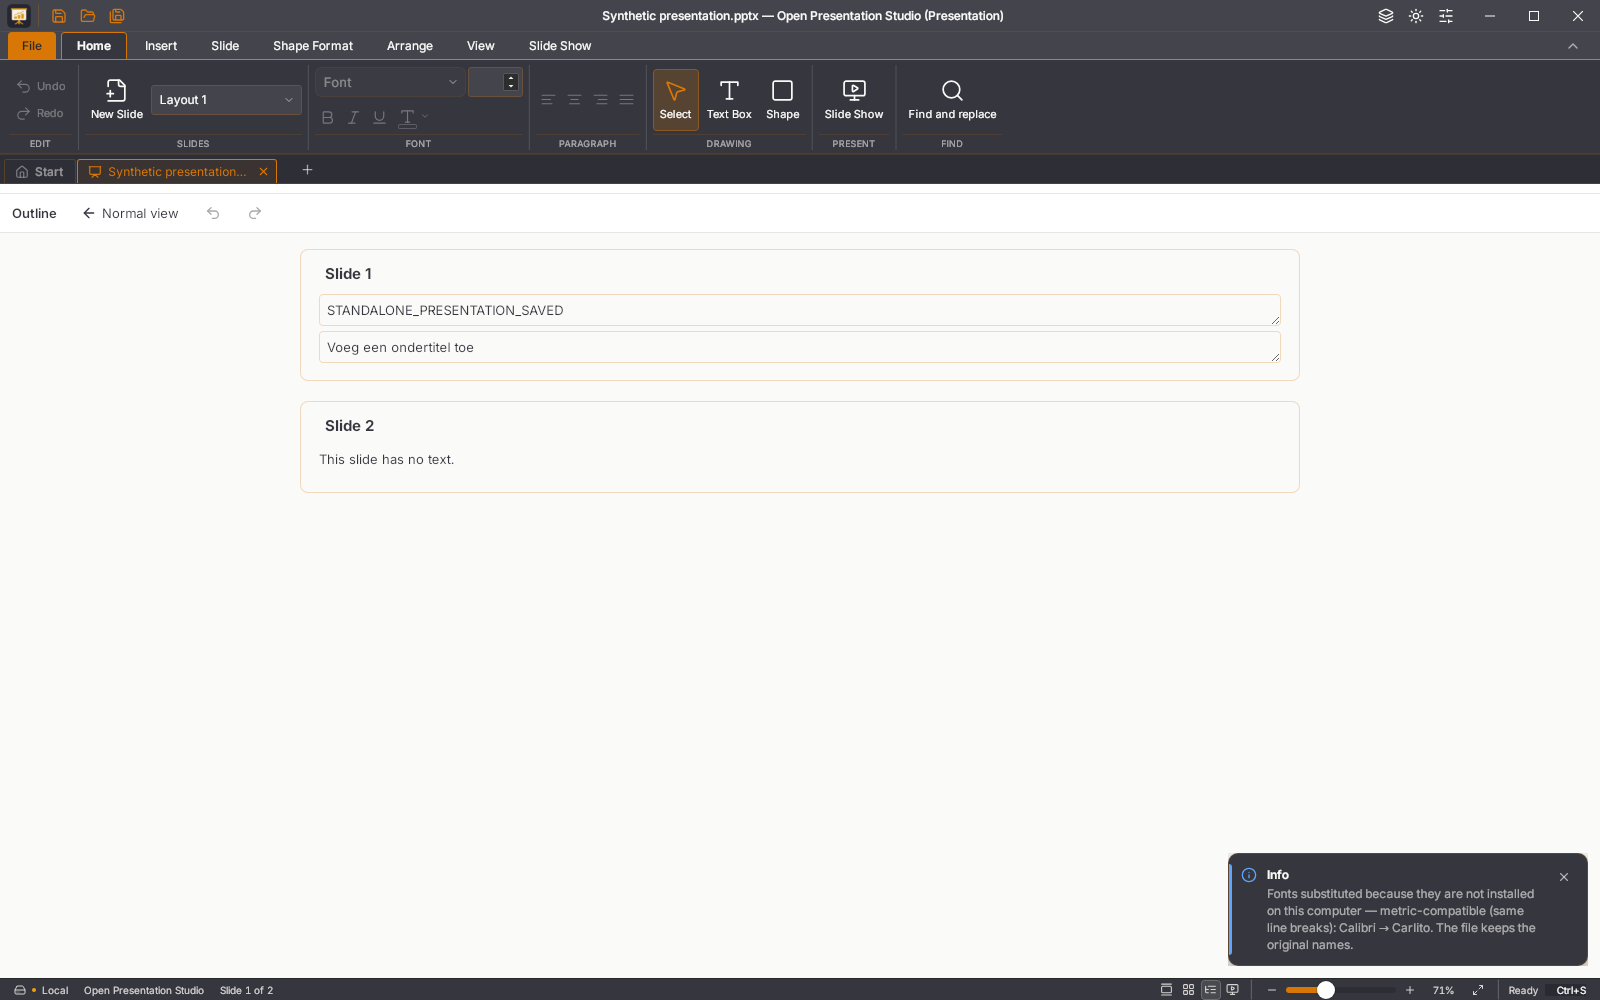 Synthetic presentation.pptx — Open Presentation Studio (Presentation)
File Home Insert Slide Shape Format Arrange View Slide Show
Undo
Redo
EDIT
New Slide
Layout 1
SLIDES
Font
FONT
PARAGRAPH
Select Text Box Shape
DRAWING
Slide Show
PRESENT
Find and replace
FIND
Start Synthetic presentation...
Outline Normal view
Slide 1
STANDALONE_PRESENTATION_SAVED
Voeg een ondertitel toe
Slide 2
This slide has no text.
Info
Fonts substituted because they are not installed
on this computer — metric-compatible (same
line breaks): Calibri → Carlito. The file keeps the
original names.
Local Open Presentation Studio Slide 1 of 2 71% Ready Ctrl+S